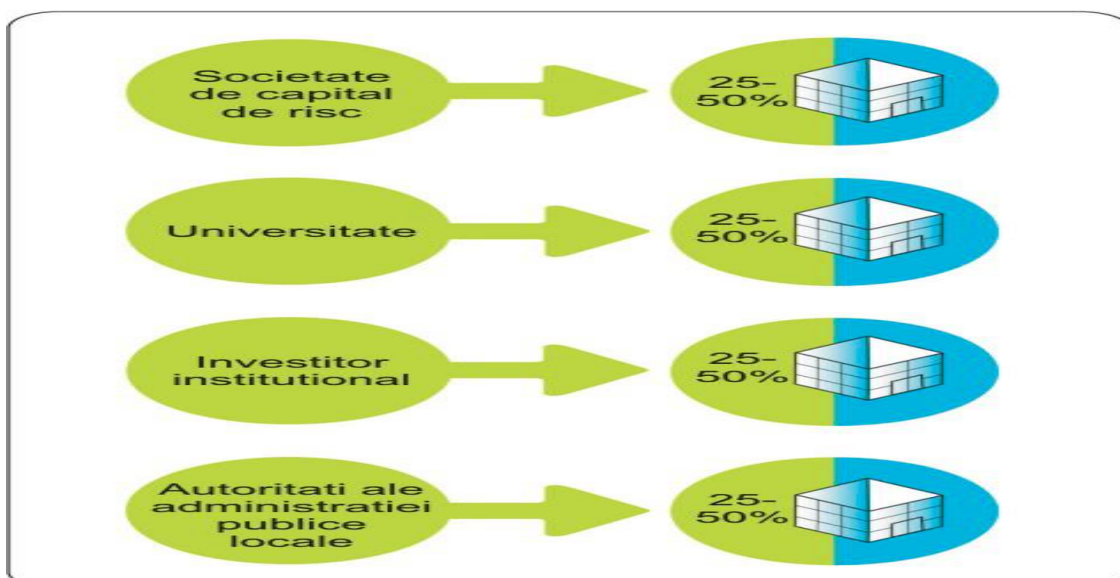 Societate
de capital
de risc
25-
50%
Universitate
25-
50%
Investitor
institutional
25-
50%
Autoritati ale
administratiei
publice
locale
25-
50%